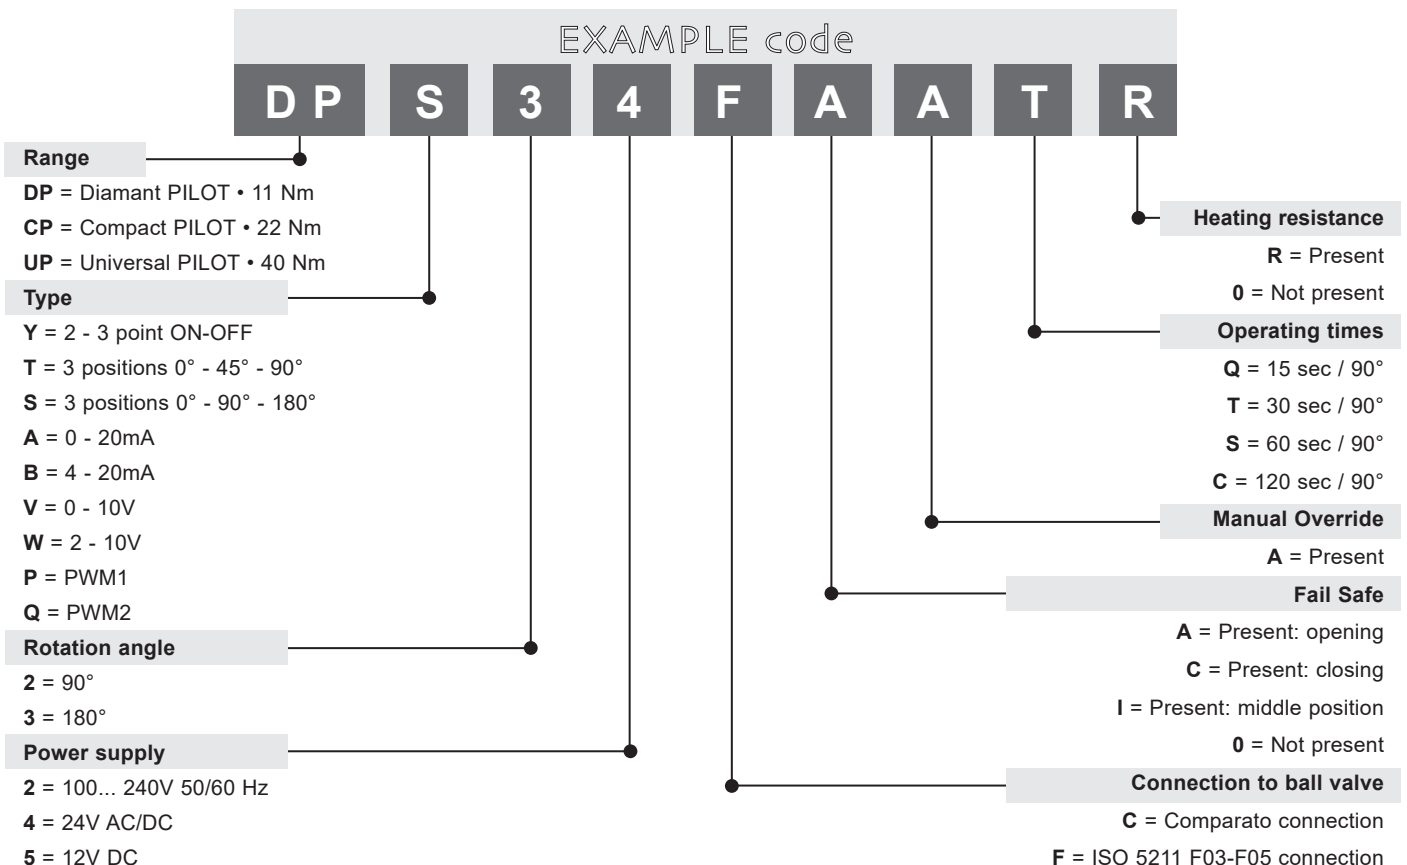 EXAMPLE code
DP S 3 4 F A A T R
Range
DP = Diamant PILOT • 11 Nm
CP = Compact PILOT • 22 Nm
UP = Universal PILOT • 40 Nm
Type
Y = 2 - 3 point ON-OFF
T = 3 positions 0° - 45° - 90°
S = 3 positions 0° - 90° - 180°
A = 0 - 20mA
B = 4 - 20mA
V = 0 - 10V
W = 2 - 10V
P = PWM1
Q = PWM2
Rotation angle
2 = 90°
3 = 180°
Power supply
2 = 100... 240V 50/60 Hz
4 = 24V AC/DC
5 = 12V DC
Heating resistance
R = Present
0 = Not present
Operating times
Q = 15 sec / 90°
T = 30 sec / 90°
S = 60 sec / 90°
C = 120 sec / 90°
Manual Override
A = Present
Fail Safe
A = Present: opening
C = Present: closing
I = Present: middle position
0 = Not present
Connection to ball valve
C = Comparato connection
F = ISO 5211 F03-F05 connection